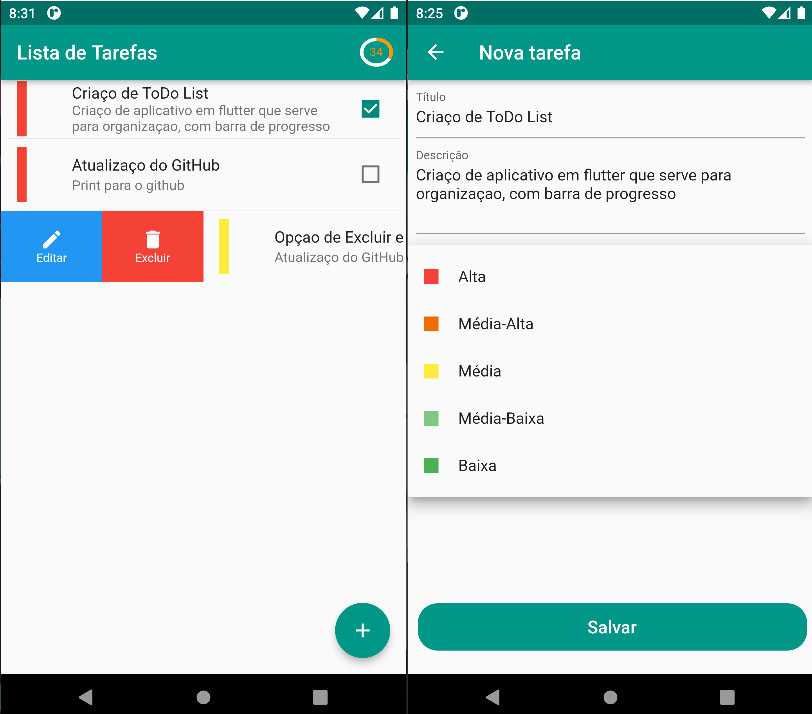 8:31
Lista de Tarefas
34
Criaço de ToDo List
Criaço de aplicativo em flutter que serve
para organizaçao, com barra de progresso
Atualizaço do GitHub
Print para o github
Editar
Excluir
Opçao de Excluir e
Atualizaço do GitHub
8:25
Nova tarefa
Título
Criaço de ToDo List
Descrição
Criaço de aplicativo em flutter que serve para
organizaçao, com barra de progresso
Alta
Média-Alta
Média
Média-Baixa
Baixa
Salvar